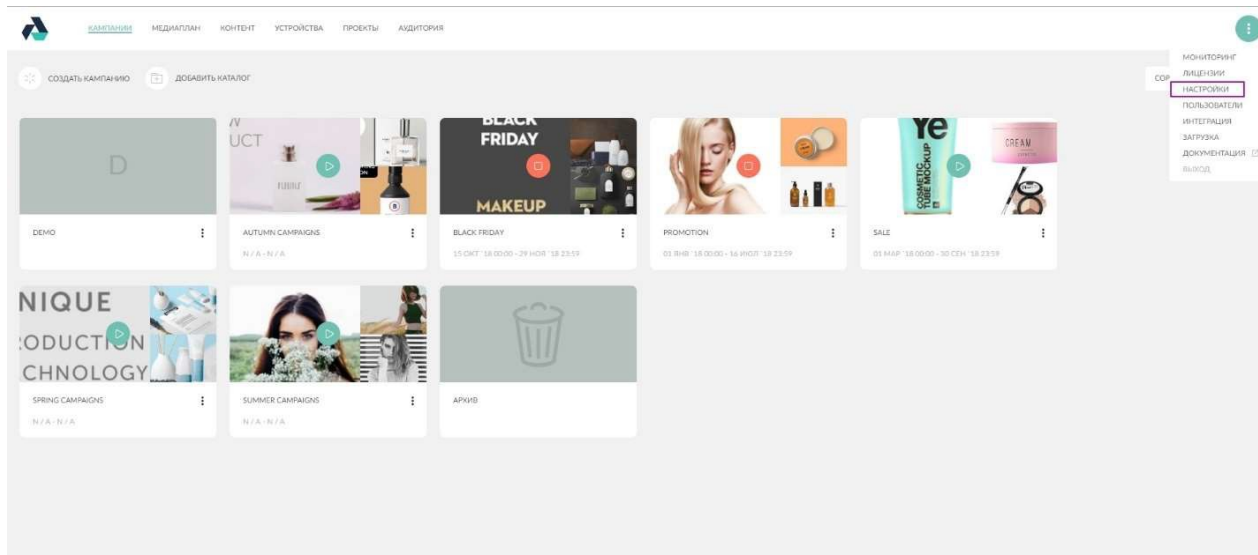 КАМПАНИИ МЕДИАПЛАН КОНТЕНТ УСТРОЙСТВА ПРОЕКТЫ АУДИТОРИЯ
СОЗДАТЬ КАМПАНИЮ ДОБАВИТЬ КАТАЛОГ
СОР
МОНИТОРИНГ
ЛИЦЕНЗИИ
НАСТРОЙКИ
ПОЛЬЗОВАТЕЛИ
ИНТЕГРАЦИЯ
ЗАГРУЗКА
ДОКУМЕНТАЦИЯ
ВЫХОД
D
UCT
BLACK
FRIDAY
MAKEUP
Ye
COSMETIC
TUBE MOCKUP
CREAM
DEMO
AUTUMN CAMPAIGNS
N / A - N / A
BLACK FRIDAY
15 ОКТ '18 00:00 - 29 НОЯ '18 23:59
PROMOTION
01 ЯНВ '18 00:00 - 16 ИЮЛ '18 23:59
SALE
01 МАР '18 00:00 - 30 СЕН '18 23:59
NIQUE
CHNOLOGY
SPRING CAMPAIGNS
N / A - N / A
SUMMER CAMPAIGNS
N / A - N / A
АРХИВ